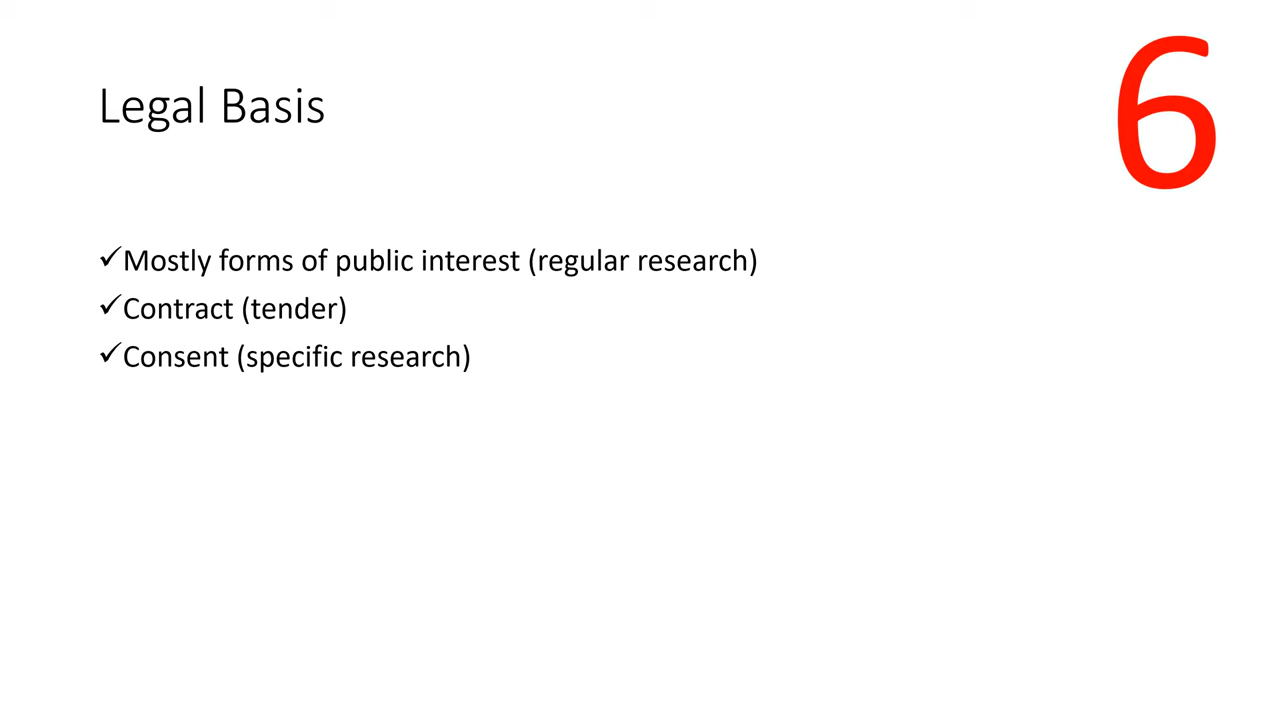 Legal Basis
6
✓Mostly forms of public interest (regular research)
✓Contract (tender)
✓Consent (specific research)